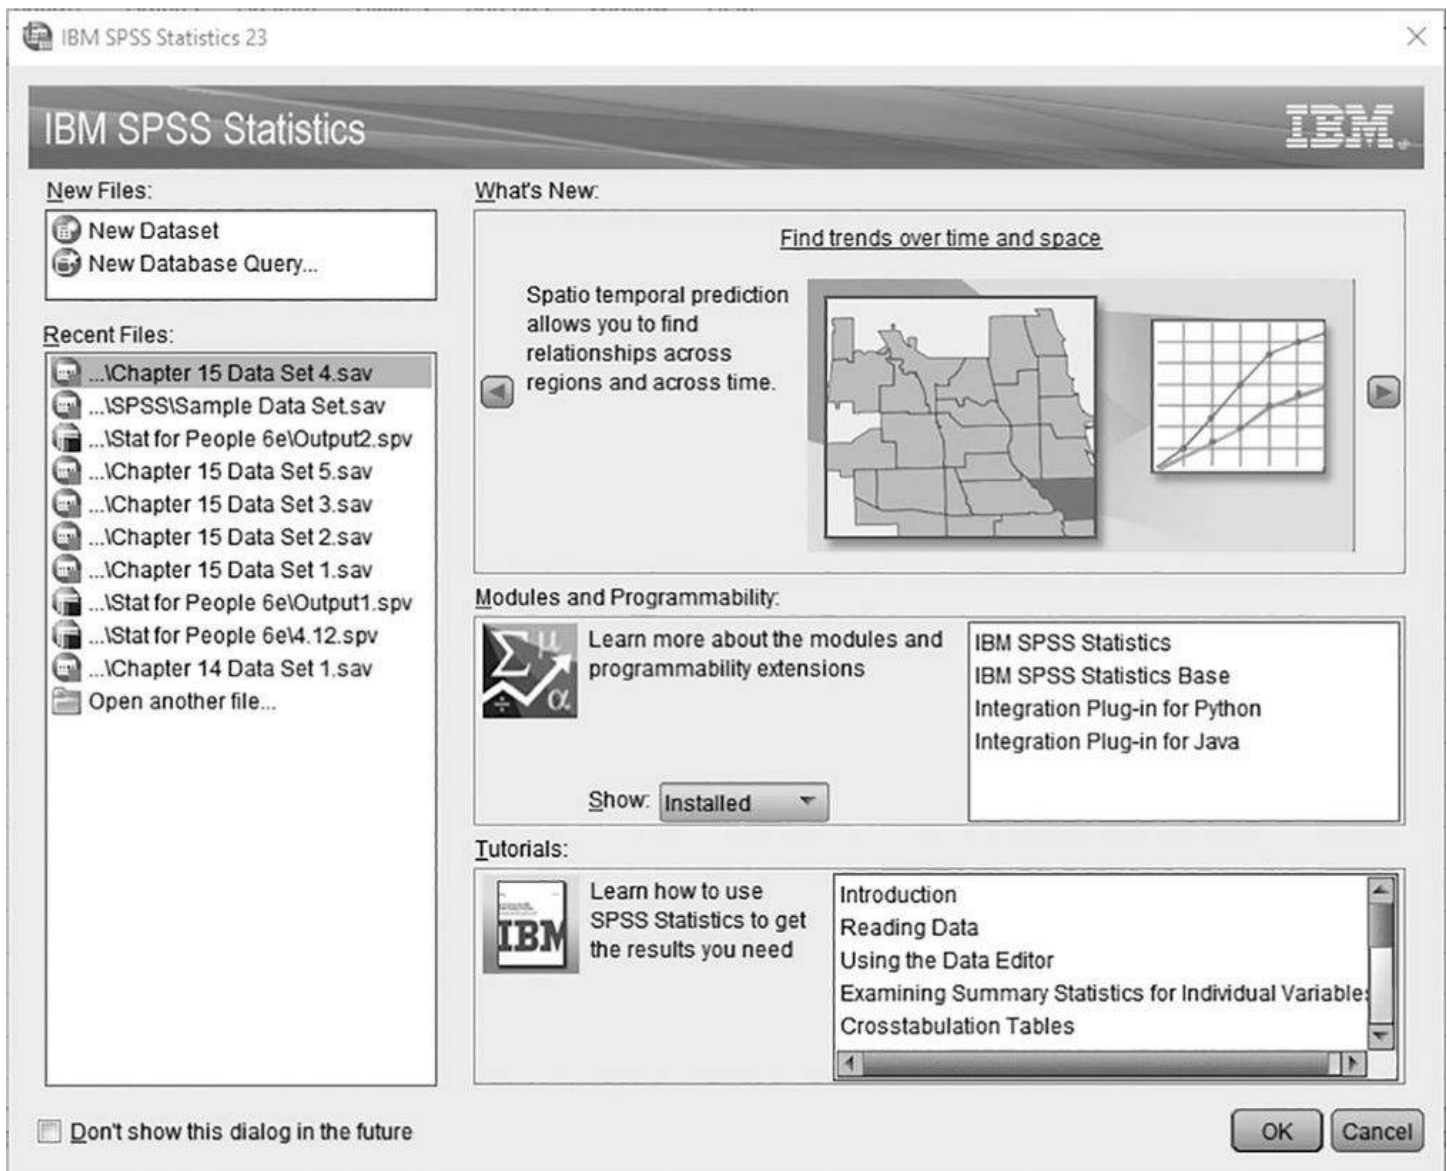 IBM SPSS Statistics 23
IBM SPSS Statistics
IBM
New Files:
New Dataset
New Database Query...
Recent Files:
...\Chapter 15 Data Set 4.sav
...\SPSS\Sample Data Set.sav
...\Stat for People 6e\Output2.spv
...\Chapter 15 Data Set 5.sav
...\Chapter 15 Data Set 3.sav
...\Chapter 15 Data Set 2.sav
...\Chapter 15 Data Set 1.sav
...\Stat for People 6e\Output1.spv
...\Stat for People 6e\4.12.spv
...\Chapter 14 Data Set 1.sav
Open another file...
What's New:
Find trends over time and space
Spatio temporal prediction
allows you to find
relationships across
regions and across time.
Modules and Programmability:
Σ μ
α
Learn more about the modules and
programmability extensions
Show: Installed
IBM SPSS Statistics
IBM SPSS Statistics Base
Integration Plug-in for Python
Integration Plug-in for Java
Tutorials:
IBM
Learn how to use
SPSS Statistics to get
the results you need
Introduction
Reading Data
Using the Data Editor
Examining Summary Statistics for Individual Variable
Crosstabulation Tables
Don't show this dialog in the future
OK
Cancel